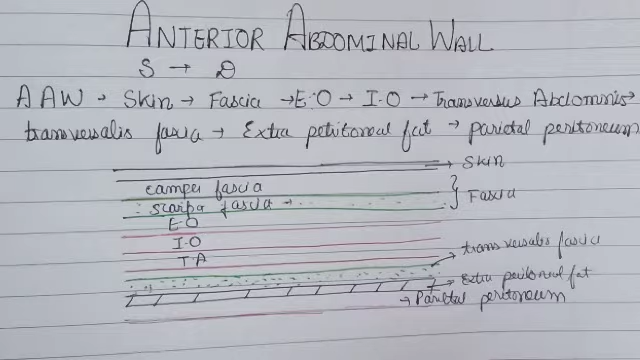 ANTERIOR ABDOMINAL WALL
S → D
AAW → Skin → Fascia → E.O → I.O → Transversus Abdominis →
transversalis fascia → Extra peritoneal fat → parietal peritoneum
→ Skin
camper fascia
scarpa fascia
} Fascia
E.O
I.O
T.A
→ transversalis fascia
→ Extra peritoneal fat
→ Parietal peritoneum